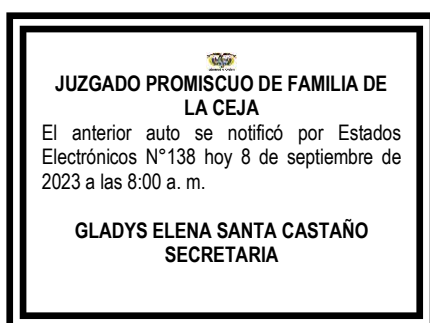 JUZGADO PROMISCUO DE FAMILIA DE
LA CEJA
El anterior auto se notificó por Estados
Electrónicos N°138 hoy 8 de septiembre de
2023 a las 8:00 a. m.
GLADYS ELENA SANTA CASTAÑO
SECRETARIA